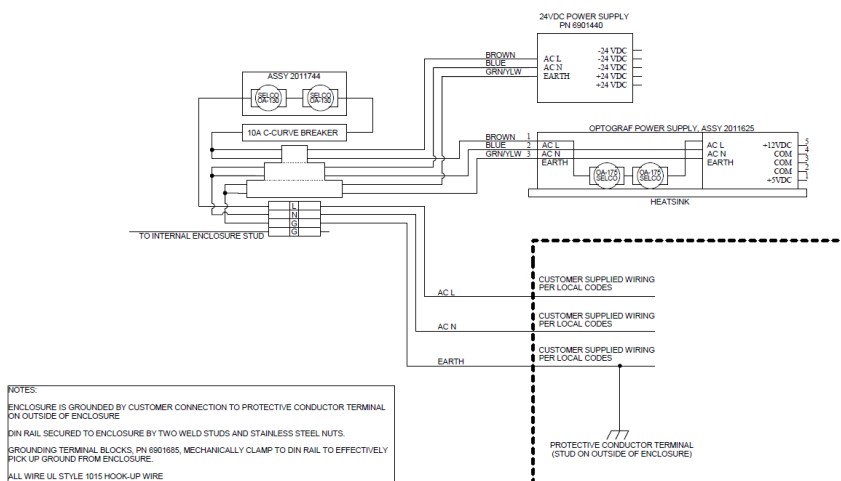 24VDC POWER SUPPLY
PN 6901440
BROWN
BLUE
GRN/YLW
AC L
AC N
EARTH
-24 VDC
-24 VDC
-24 VDC
+24 VDC
+24 VDC
ASSY 2011744
SELCO
OA-130
SELCO
OA-130
10A C-CURVE BREAKER
OPTOGRAF POWER SUPPLY, ASSY 2011625
BROWN 1
BLUE 2
GRN/YLW 3
AC L
AC N
EARTH
OA-175
SELCO
OA-175
SELCO
AC L
AC N
EARTH
+12VDC 5
COM 4
COM 3
COM 2
+5VDC 1
HEATSINK
L
N
G
G
TO INTERNAL ENCLOSURE STUD
AC L
CUSTOMER SUPPLIED WIRING
PER LOCAL CODES
AC N
CUSTOMER SUPPLIED WIRING
PER LOCAL CODES
EARTH
CUSTOMER SUPPLIED WIRING
PER LOCAL CODES
PROTECTIVE CONDUCTOR TERMINAL
(STUD ON OUTSIDE OF ENCLOSURE)
NOTES:
ENCLOSURE IS GROUNDED BY CUSTOMER CONNECTION TO PROTECTIVE CONDUCTOR TERMINAL
ON OUTSIDE OF ENCLOSURE
DIN RAIL SECURED TO ENCLOSURE BY TWO WELD STUDS AND STAINLESS STEEL NUTS.
GROUNDING TERMINAL BLOCKS, PN 6901685, MECHANICALLY CLAMP TO DIN RAIL TO EFFECTIVELY
PICK UP GROUND FROM ENCLOSURE.
ALL WIRE UL STYLE 1015 HOOK-UP WIRE